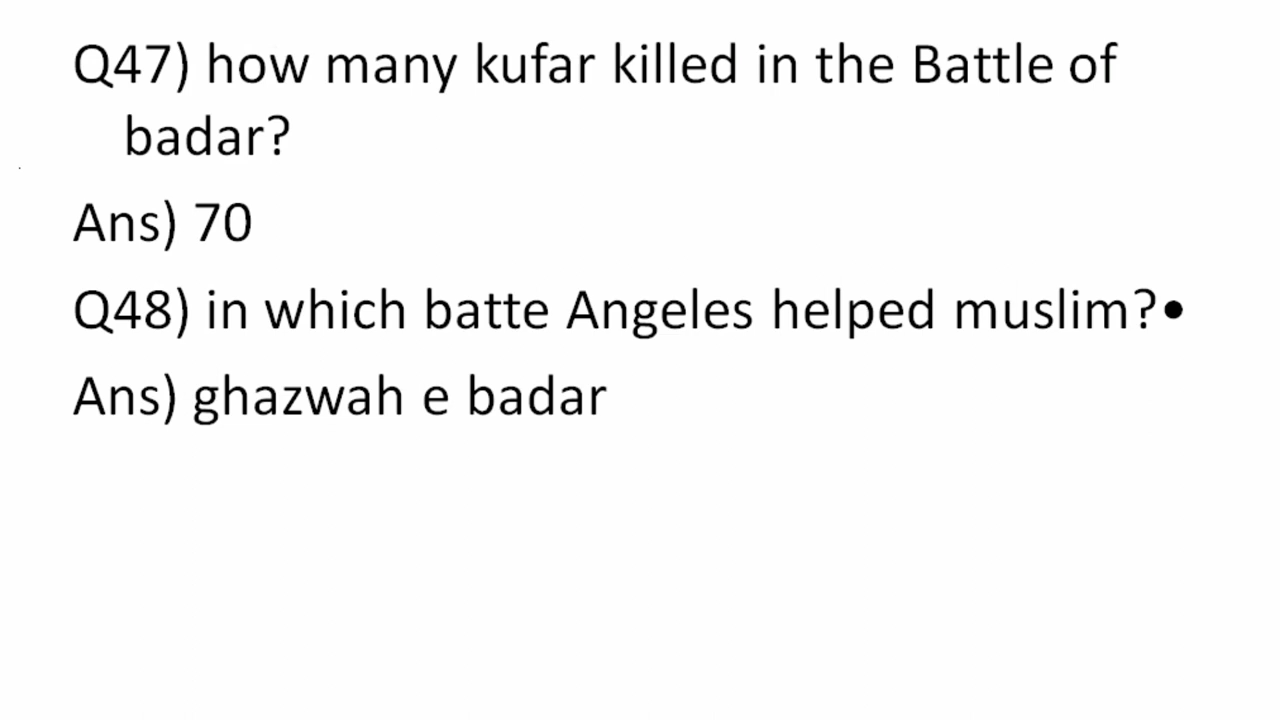 Q47) how many kufar killed in the Battle of
badar?
Ans) 70
Q48) in which batte Angeles helped muslim?•
Ans) ghazwah e badar